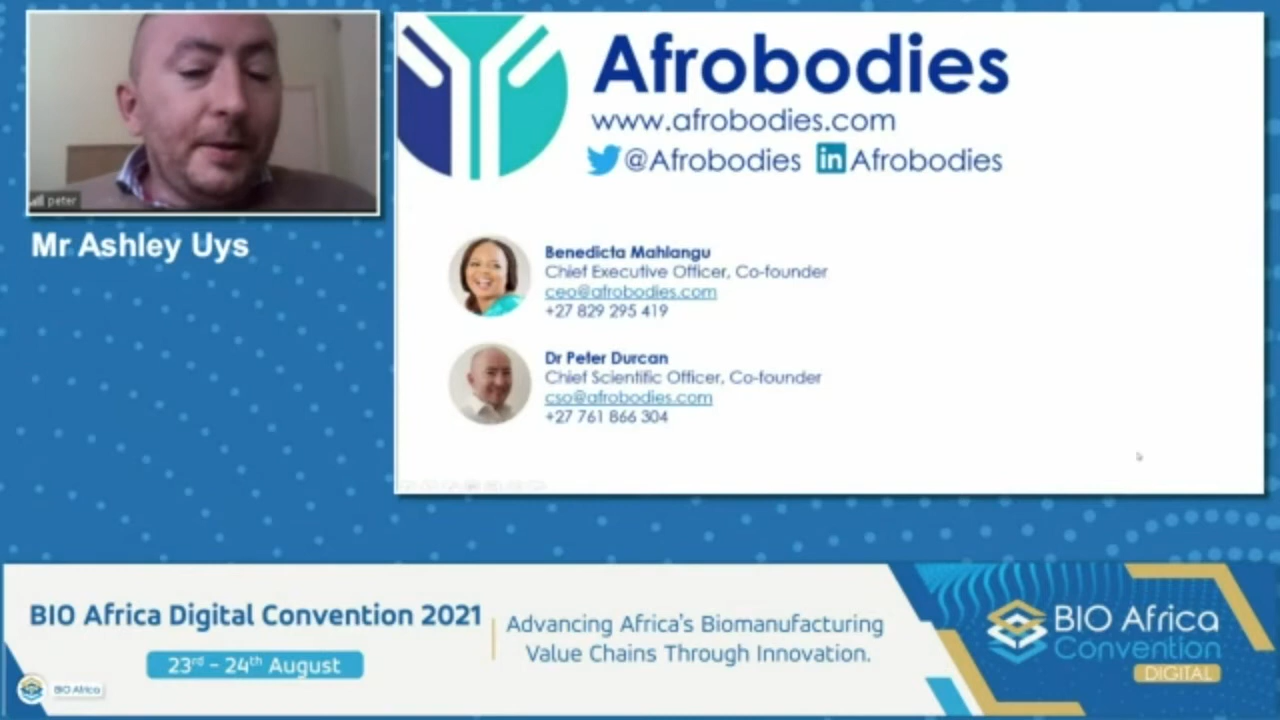 peter
Mr Ashley Uys
Afrobodies
www.afrobodies.com
@Afrobodies in Afrobodies
Benedicta Mahlangu
Chief Executive Officer, Co-founder
ceo@afrobodies.com
+27 829 295 419
Dr Peter Durcan
Chief Scientific Officer, Co-founder
cso@afrobodies.com
+27 761 866 304
BIO Africa Digital Convention 2021
23rd - 24th August
Advancing Africa's Biomanufacturing
Value Chains Through Innovation.
BIO Africa
Convention
DIGITAL
BIO Africa